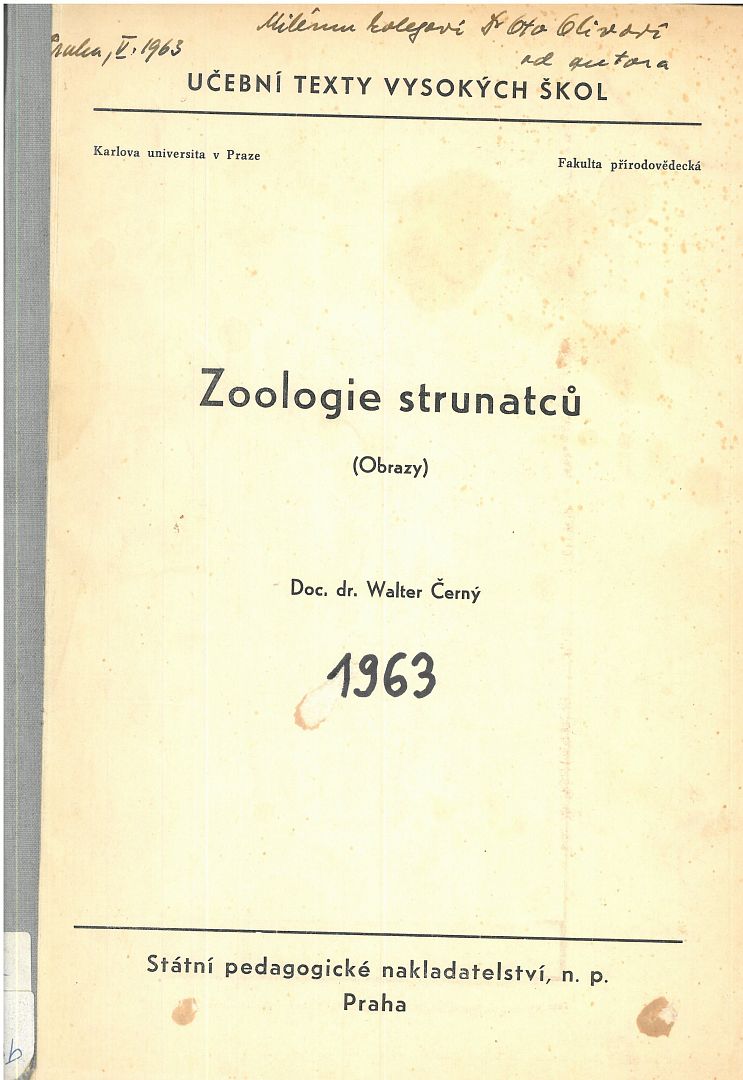 Milému kolegovi Dr Oto Olivovi
Praha, V. 1963
od autora
UČEBNÍ TEXTY VYSOKÝCH ŠKOL
Karlova universita v Praze
Fakulta přírodovědecká
Zoologie strunatců
(Obrazy)
Doc. dr. Walter Černý
1963
Státní pedagogické nakladatelství, n. p.
Praha